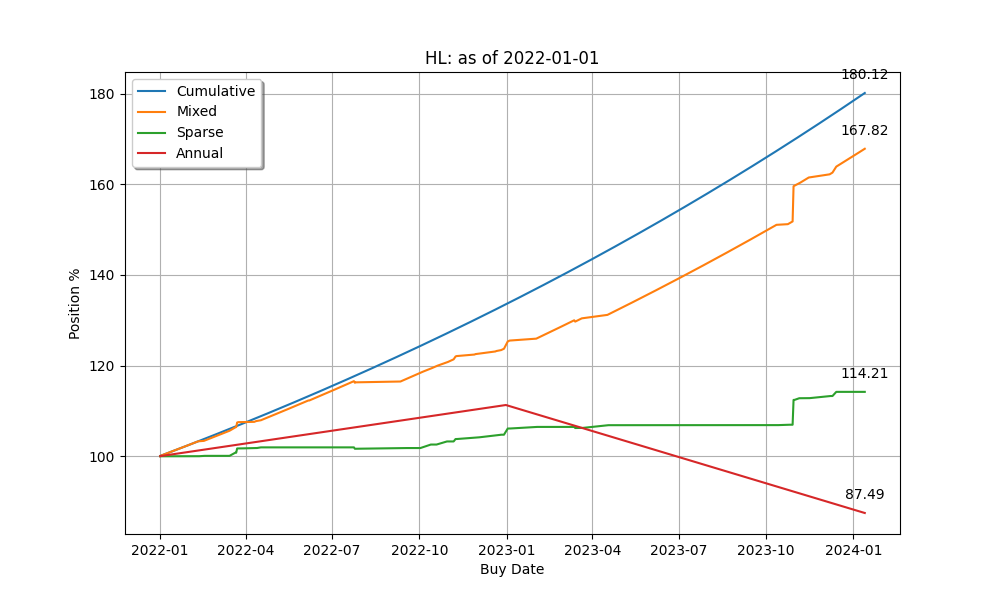 HL: as of 2022-01-01
180.12
180
Cumulative
Mixed
Sparse
Annual
167.82
160
140
120
114.21
100
87.49
Position %
2022-01 2022-04 2022-07 2022-10 2023-01 2023-04 2023-07 2023-10 2024-01
Buy Date